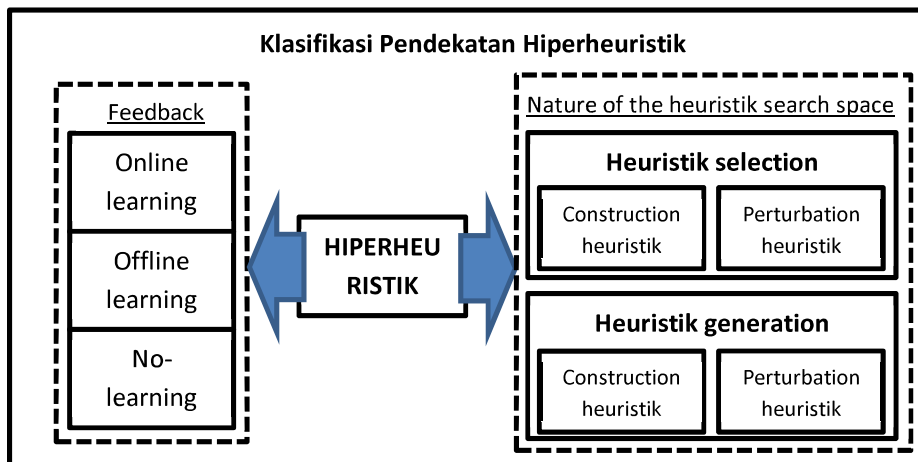 Klasifikasi Pendekatan Hiperheuristik
Feedback
Online
learning
Offline
learning
No-
learning
HIPERHEU
RISTIK
Nature of the heuristik search space
Heuristik selection
Construction
heuristik
Perturbation
heuristik
Heuristik generation
Construction
heuristik
Perturbation
heuristik